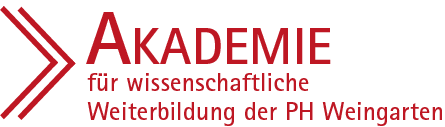 AKADEMIE
für wissenschaftliche
Weiterbildung der PH Weingarten